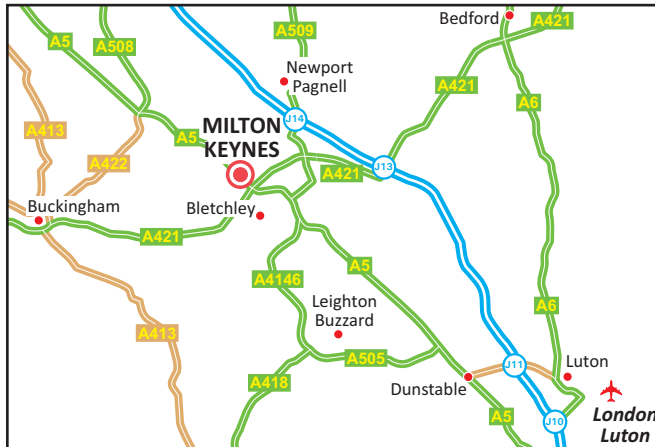 Bedford
A421
A5
A508
A509
Newport
Pagnell
A421
A6
J14
A413
MILTON
KEYNES
A5
A422
J13
A421
Buckingham
Bletchley
A421
A5
A4146
Leighton
Buzzard
A6
A413
A505
J11
Luton
A418
Dunstable
London
Luton
A5
J10